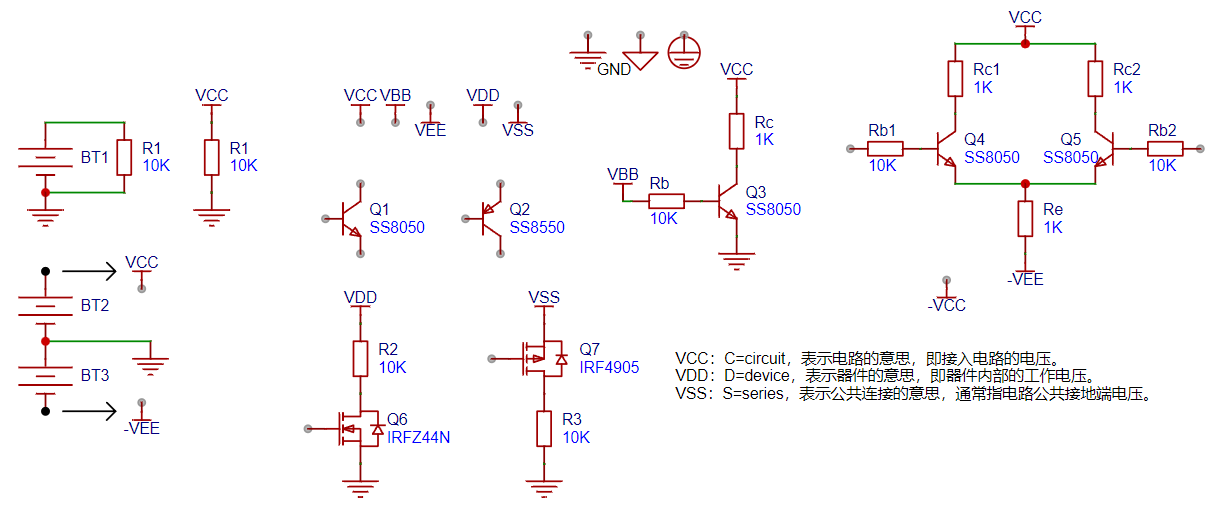 VCC
GND
VCC
Rc1
1K
Rc2
1K
VCC
VCC
VBB
VEE
VDD
VSS
BT1
R1
10K
R1
10K
Rc
1K
Rb1
10K
Q4
SS8050
Q5
SS8050
Rb2
10K
VBB
Rb
10K
Q3
SS8050
Q1
SS8050
Q2
SS8550
Re
1K
-VEE
VCC
BT2
BT3
-VEE
-VCC
VDD
R2
10K
Q6
IRFZ44N
VSS
Q7
IRF4905
R3
10K
VCC：C=circuit，表示电路的意思，即接入电路的电压。
VDD：D=device，表示器件的意思，即器件内部的工作电压。
VSS：S=series，表示公共连接的意思，通常指电路公共接地端电压。